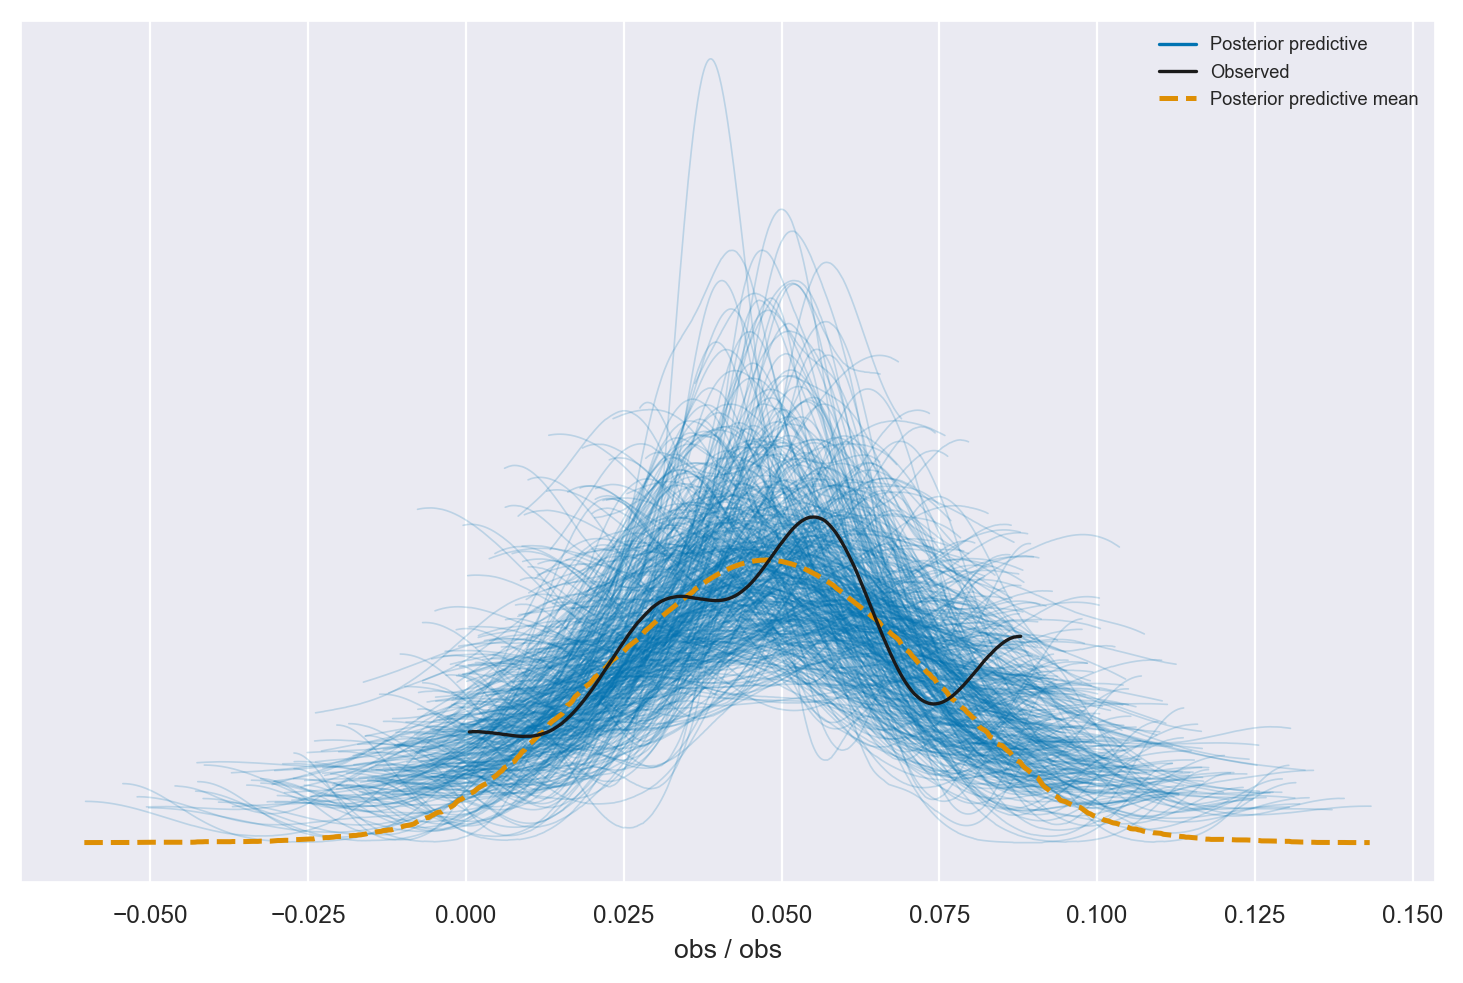 Posterior predictive
Observed
Posterior predictive mean
−0.050 −0.025 0.000 0.025 0.050 0.075 0.100 0.125 0.150
obs / obs